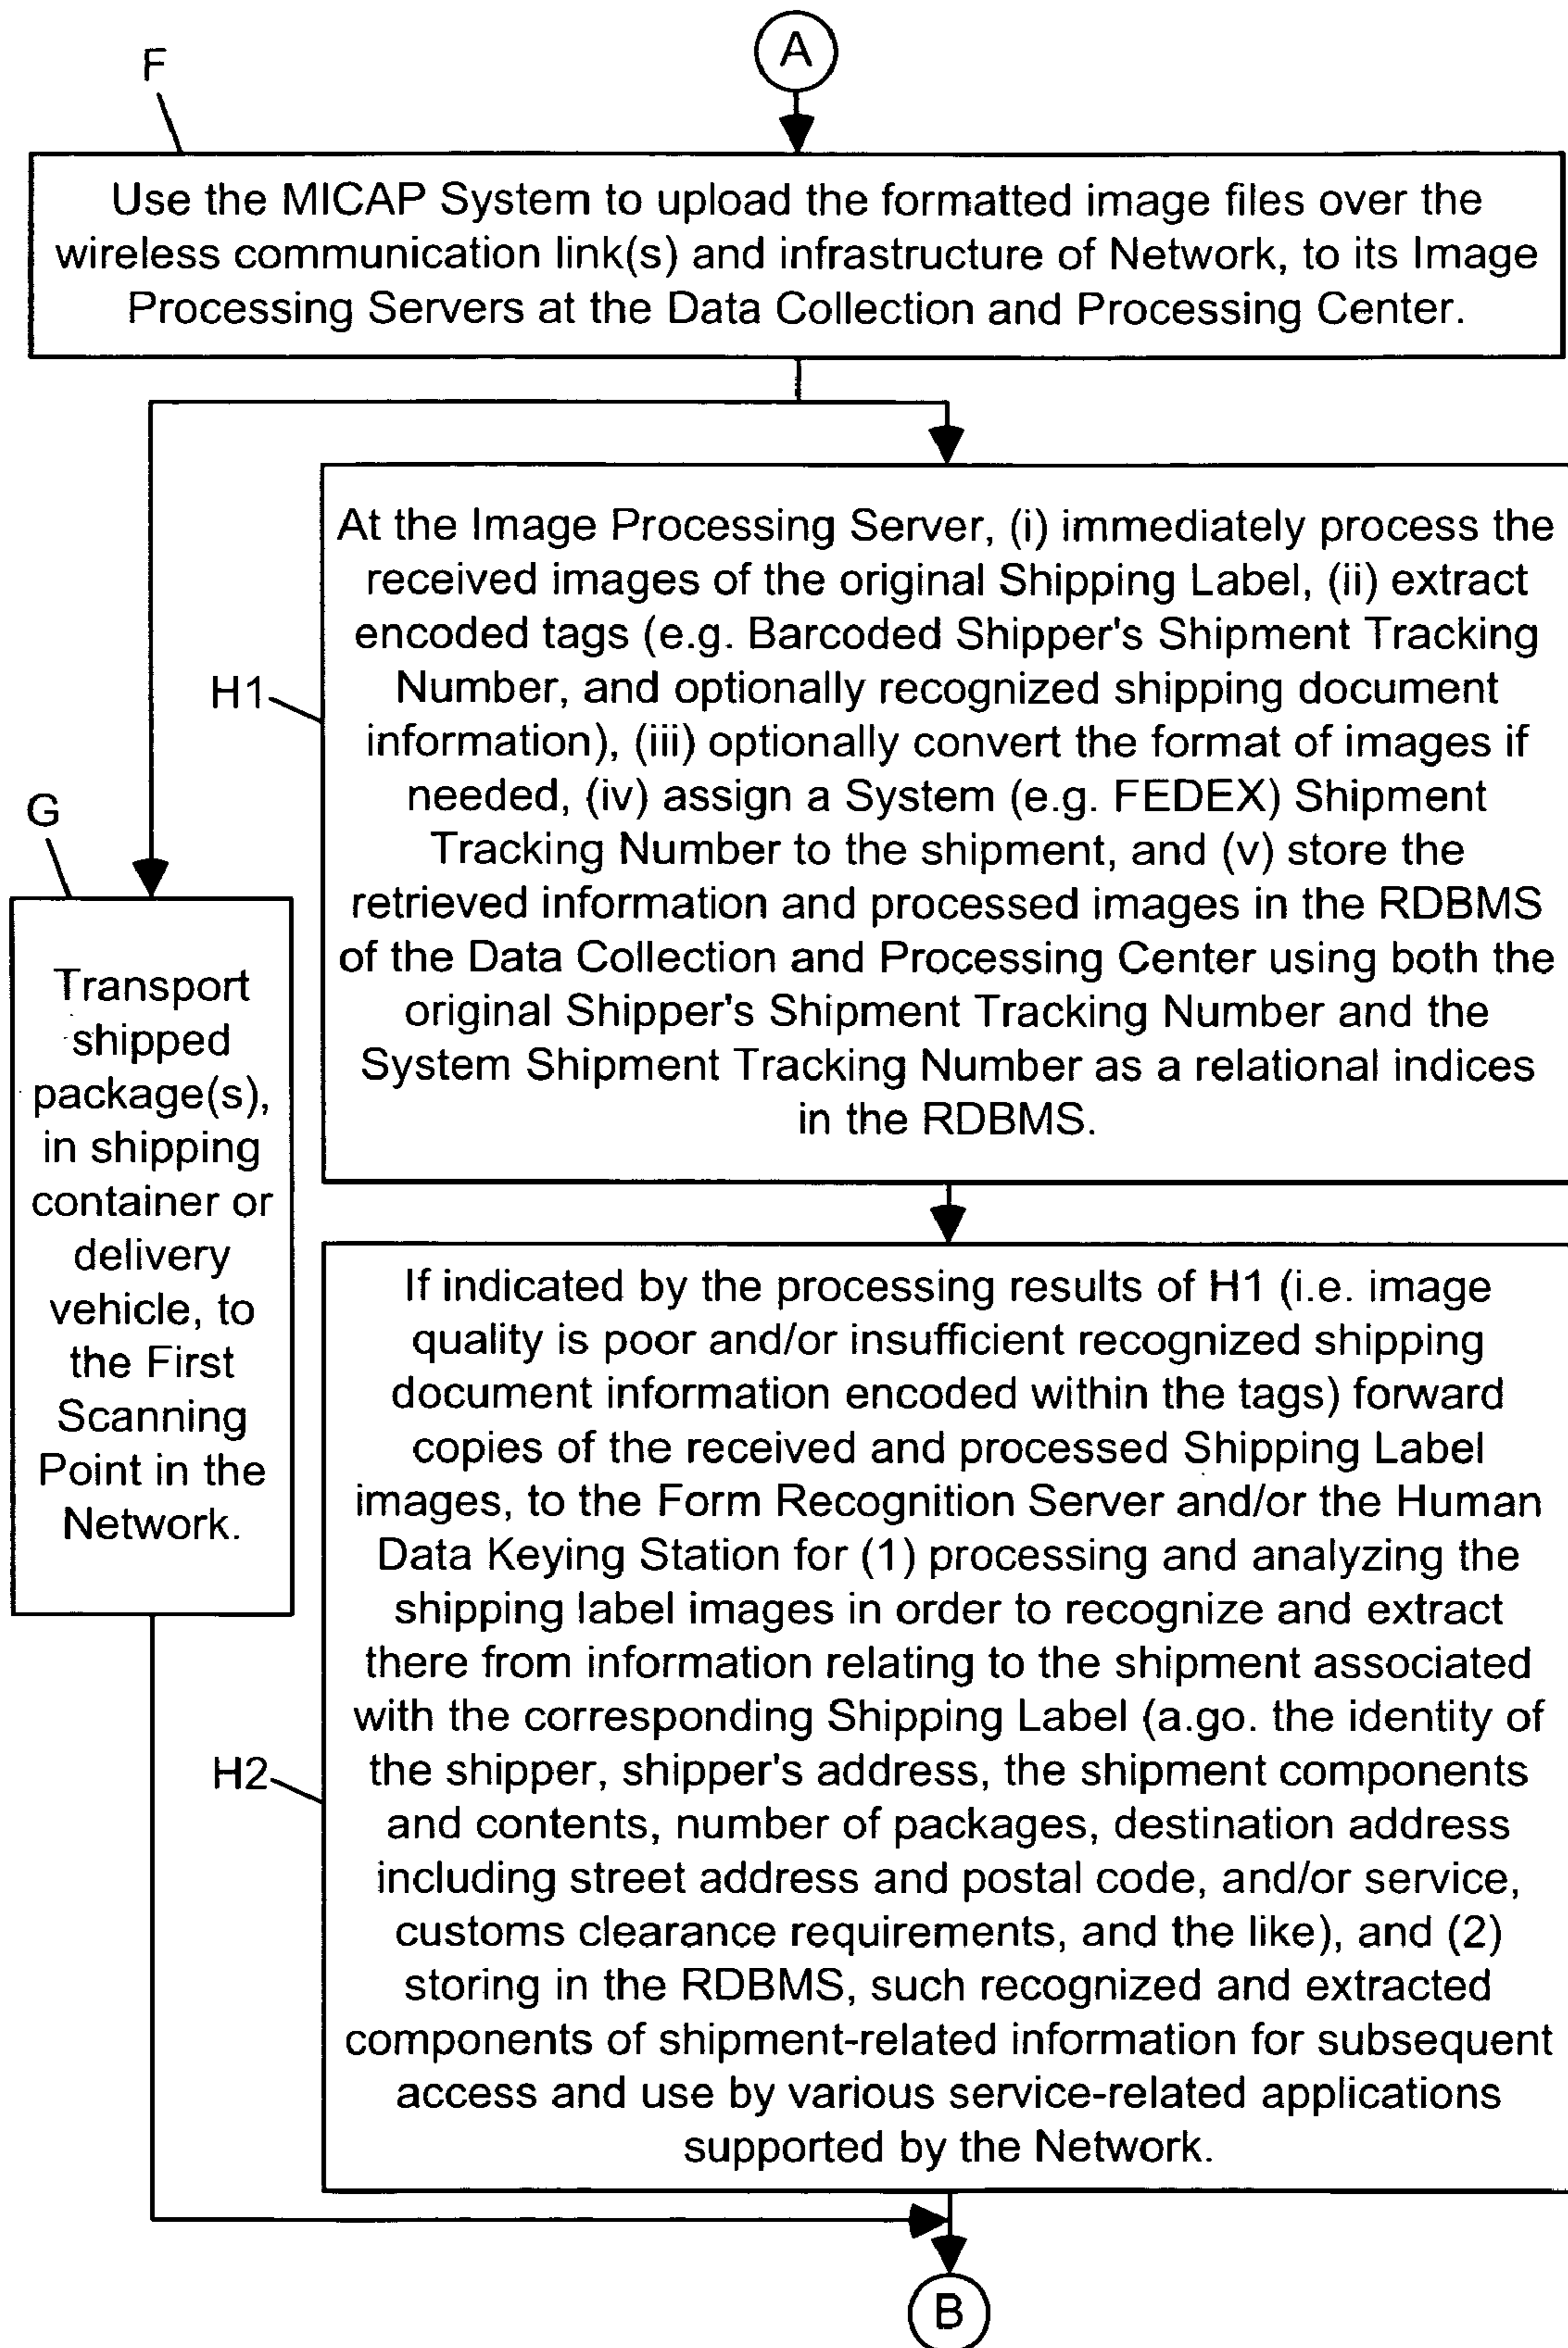 A
F
Use the MICAP System to upload the formatted image files over the
wireless communication link(s) and infrastructure of Network, to its Image
Processing Servers at the Data Collection and Processing Center.
At the Image Processing Server, (i) immediately process the
received images of the original Shipping Label, (ii) extract
encoded tags (e.g. Barcoded Shipper's Shipment Tracking
Number, and optionally recognized shipping document
information), (iii) optionally convert the format of images if
needed, (iv) assign a System (e.g. FEDEX) Shipment
Tracking Number to the shipment, and (v) store the
retrieved information and processed images in the RDBMS
of the Data Collection and Processing Center using both the
original Shipper's Shipment Tracking Number and the
System Shipment Tracking Number as a relational indices
in the RDBMS.
H1
G
Transport
shipped
package(s),
in shipping
container or
delivery
vehicle, to
the First
Scanning
Point in the
Network.
If indicated by the processing results of H1 (i.e. image
quality is poor and/or insufficient recognized shipping
document information encoded within the tags) forward
copies of the received and processed Shipping Label
images, to the Form Recognition Server and/or the Human
Data Keying Station for (1) processing and analyzing the
shipping label images in order to recognize and extract
there from information relating to the shipment associated
with the corresponding Shipping Label (a.go. the identity of
the shipper, shipper's address, the shipment components
and contents, number of packages, destination address
including street address and postal code, and/or service,
customs clearance requirements, and the like), and (2)
storing in the RDBMS, such recognized and extracted
components of shipment-related information for subsequent
access and use by various service-related applications
supported by the Network.
H2
B